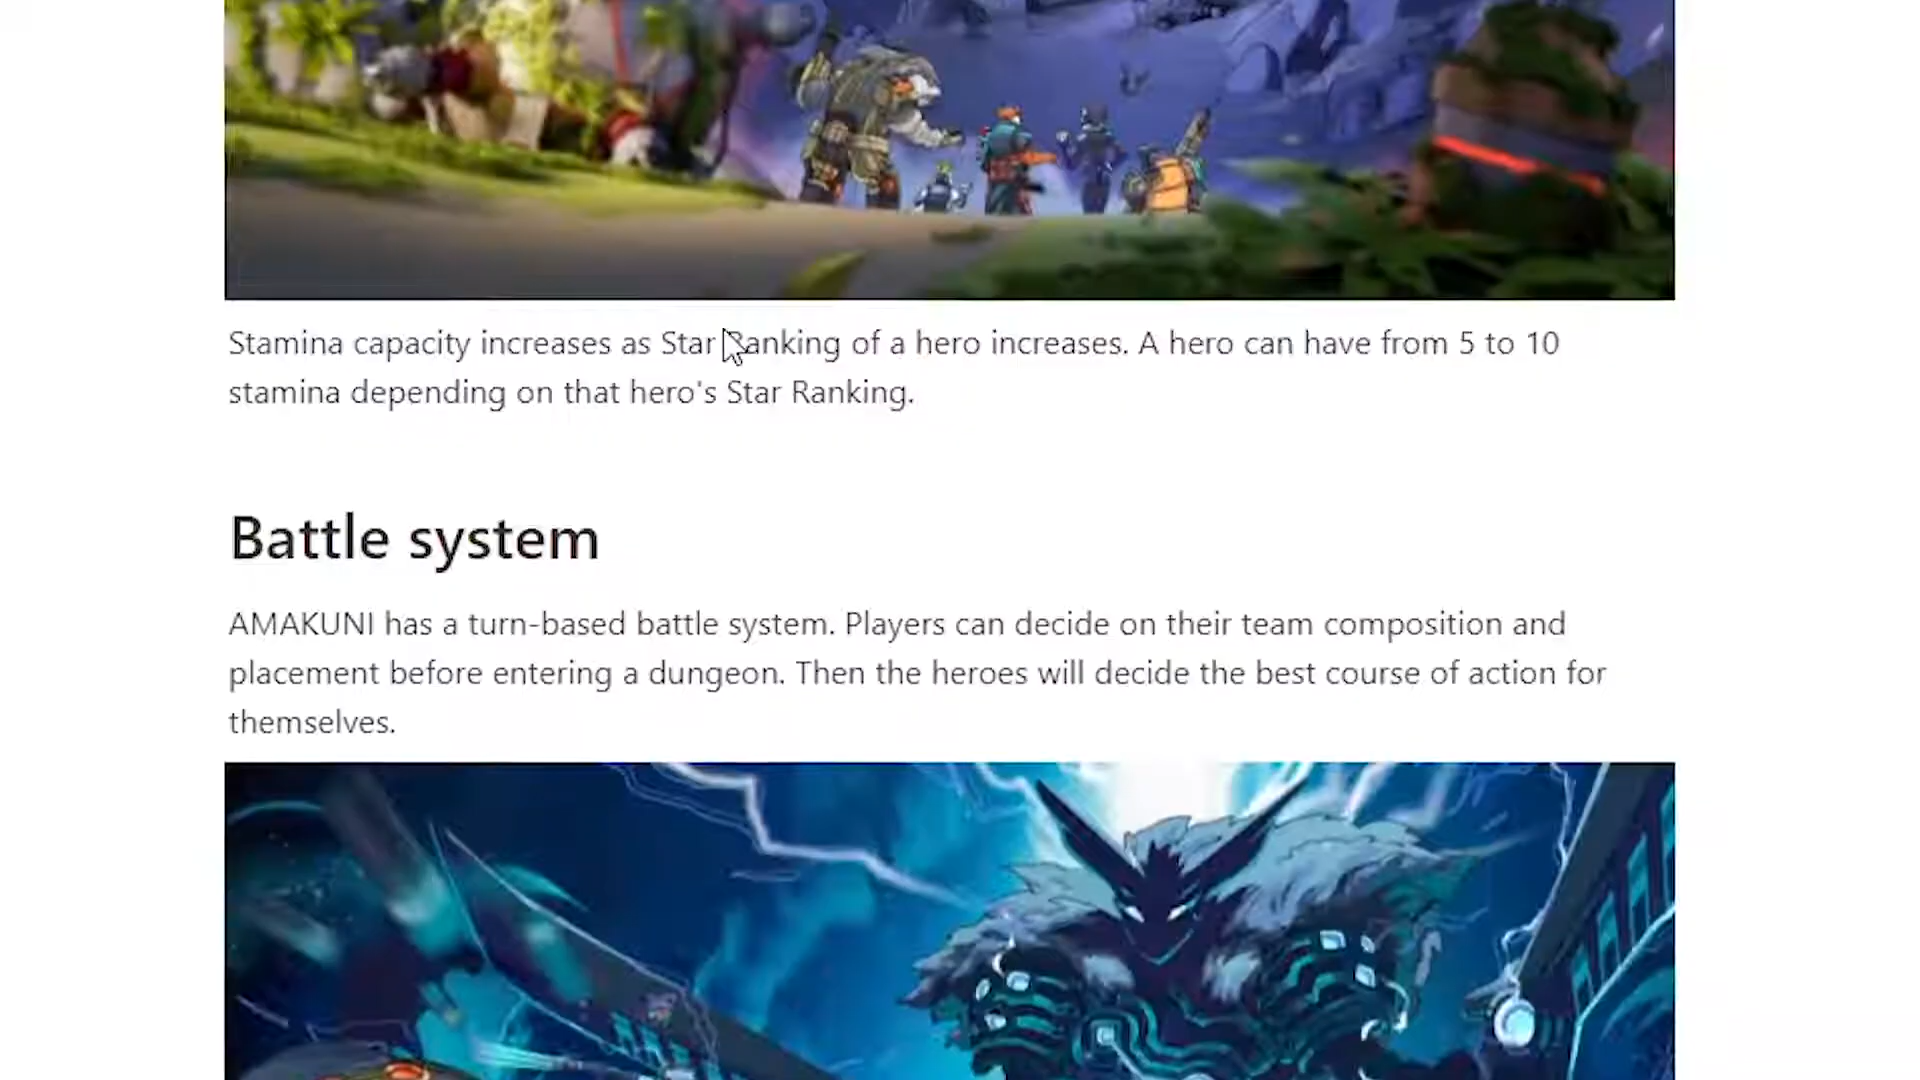 Stamina capacity increases as Star Ranking of a hero increases. A hero can have from 5 to 10
stamina depending on that hero's Star Ranking.
Battle system
AMAKUNI has a turn-based battle system. Players can decide on their team composition and
placement before entering a dungeon. Then the heroes will decide the best course of action for
themselves.